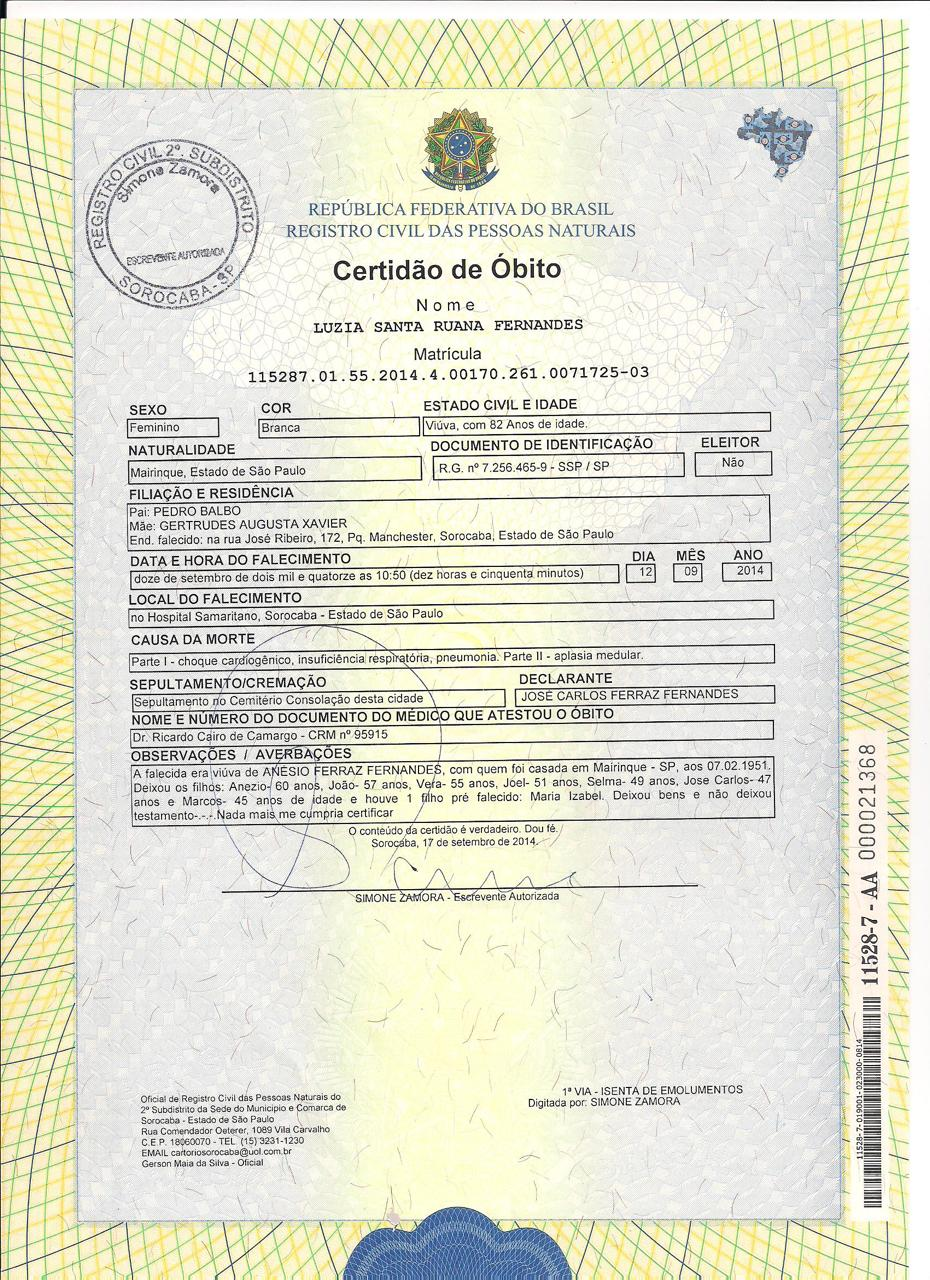 REGISTRO CIVIL 2º. SUBDISTRITO
Simone Zamora
ESCREVENTE AUTORIZADA
SOROCABA-SP
REPÚBLICA FEDERATIVA DO BRASIL
REGISTRO CIVIL DAS PESSOAS NATURAIS
Certidão de Óbito
Nome
LUZIA SANTA RUANA FERNANDES
Matrícula
115287.01.55.2014.4.00170.261.0071725-03
SEXO COR ESTADO CIVIL E IDADE
Feminino Branca Viúva, com 82 Anos de idade.
NATURALIDADE DOCUMENTO DE IDENTIFICAÇÃO ELEITOR
Mairinque, Estado de São Paulo R.G. nº 7.256.465-9 - SSP / SP Não
FILIAÇÃO E RESIDÊNCIA
Pai: PEDRO BALBO
Mãe: GERTRUDES AUGUSTA XAVIER
End. falecido: na rua José Ribeiro, 172, Pq. Manchester, Sorocaba, Estado de São Paulo
DATA E HORA DO FALECIMENTO DIA MÊS ANO
doze de setembro de dois mil e quatorze as 10:50 (dez horas e cinquenta minutos) 12 09 2014
LOCAL DO FALECIMENTO
no Hospital Samaritano, Sorocaba - Estado de São Paulo
CAUSA DA MORTE
Parte I - choque cardiogênico, insuficiência respiratória, pneumonia. Parte II - aplasia medular.
SEPULTAMENTO/CREMAÇÃO DECLARANTE
Sepultamento no Cemitério Consolação desta cidade JOSÉ CARLOS FERRAZ FERNANDES
NOME E NÚMERO DO DOCUMENTO DO MÉDICO QUE ATESTOU O ÓBITO
Dr. Ricardo Cairo de Camargo - CRM nº 95915
OBSERVAÇÕES / AVERBAÇÕES
A falecida era viúva de ANÉSIO FERRAZ FERNANDES, com quem foi casada em Mairinque - SP, aos 07.02.1951.
Deixou os filhos: Anezio- 60 anos, João- 57 anos, Vera- 55 anos, Joel- 51 anos, Selma- 49 anos, Jose Carlos- 47
anos e Marcos- 45 anos de idade e houve 1 filho pré falecido: Maria Izabel. Deixou bens e não deixou
testamento-.-.-.Nada mais me cumpria certificar
O conteúdo da certidão é verdadeiro. Dou fé.
Sorocaba, 17 de setembro de 2014.
SIMONE ZAMORA - Escrevente Autorizada
Oficial de Registro Civil das Pessoas Naturais do
2º Subdistrito da Sede do Municipio e Comarca de
Sorocaba - Estado de São Paulo
Rua Comendador Oeterer, 1089 Vila Carvalho
C.E.P. 18060070 - TEL. (15) 3231-1230
EMAIL cartoriosorocaba@uol.com.br
Gerson Maia da Silva - Oficial
1ª VIA - ISENTA DE EMOLUMENTOS
Digitada por: SIMONE ZAMORA
11528-7 - AA 000021368
11528-7-019001-023000-0814